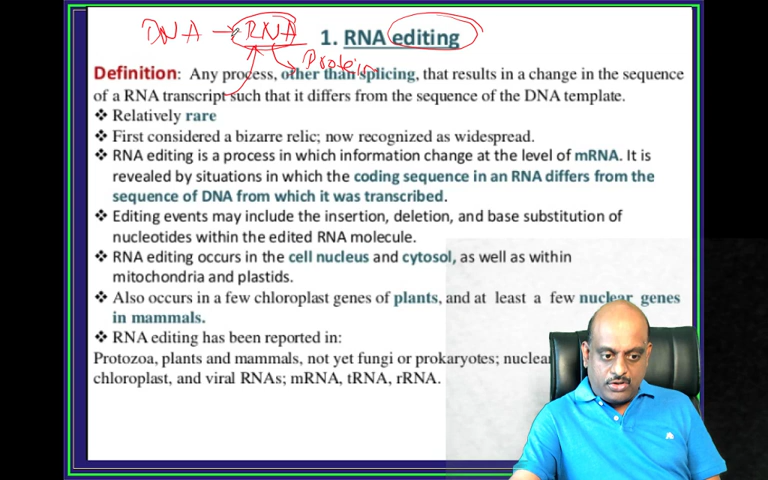 DNA → RNA
1. RNA editing
Protein
Definition: Any process, other than splicing, that results in a change in the sequence
of a RNA transcript such that it differs from the sequence of the DNA template.
❖ Relatively rare
❖ First considered a bizarre relic; now recognized as widespread.
❖ RNA editing is a process in which information change at the level of mRNA. It is
revealed by situations in which the coding sequence in an RNA differs from the
sequence of DNA from which it was transcribed.
❖ Editing events may include the insertion, deletion, and base substitution of
nucleotides within the edited RNA molecule.
❖ RNA editing occurs in the cell nucleus and cytosol, as well as within
mitochondria and plastids.
❖ Also occurs in a few chloroplast genes of plants, and at least a few nuclear genes
in mammals.
❖ RNA editing has been reported in:
Protozoa, plants and mammals, not yet fungi or prokaryotes; nuclear
chloroplast, and viral RNAs; mRNA, tRNA, rRNA.